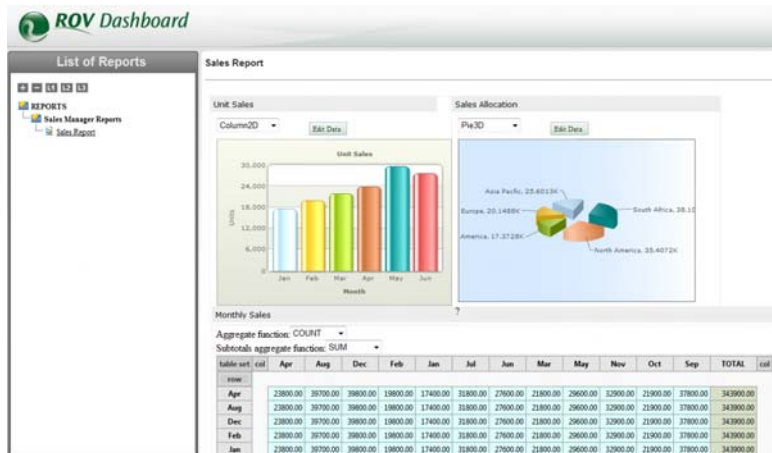 ROV Dashboard
List of Reports
Sales Report
+ - L1 L2 L3
REPORTS
Sales Manager Reports
Sales Report
Unit Sales
Sales Allocation
Column2D
Edit Data
Pie3D
Edit Data
Unit Sales
30,000
24,000
18,000
12,000
6,000
0
Units
Jan Feb Mar Apr May Jun
Month
Asia Pacfic, 25.6013K
Europe, 20.1488K
South Africa, 38.10
America, 17.3728K
North America, 35.4072K
?
Monthly Sales
Aggregate function: COUNT
Subtotals aggregate function: SUM
table set col Apr Aug Dec Feb Jan Jul Jun Mar May Nov Oct Sep TOTAL col
row
Apr 23800.00 39700.00 39800.00 19800.00 17400.00 31800.00 27600.00 21800.00 29600.00 32900.00 21900.00 37800.00 343900.00
Aug 23800.00 39700.00 39800.00 19800.00 17400.00 31800.00 27600.00 21800.00 29600.00 32900.00 21900.00 37800.00 343900.00
Dec 23800.00 39700.00 39800.00 19800.00 17400.00 31800.00 27600.00 21800.00 29600.00 32900.00 21900.00 37800.00 343900.00
Feb 23800.00 39700.00 39800.00 19800.00 17400.00 31800.00 27600.00 21800.00 29600.00 32900.00 21900.00 37800.00 343900.00
Jan 23800.00 39700.00 39800.00 19800.00 17400.00 31800.00 27600.00 21800.00 29600.00 32900.00 21900.00 37800.00 343900.00